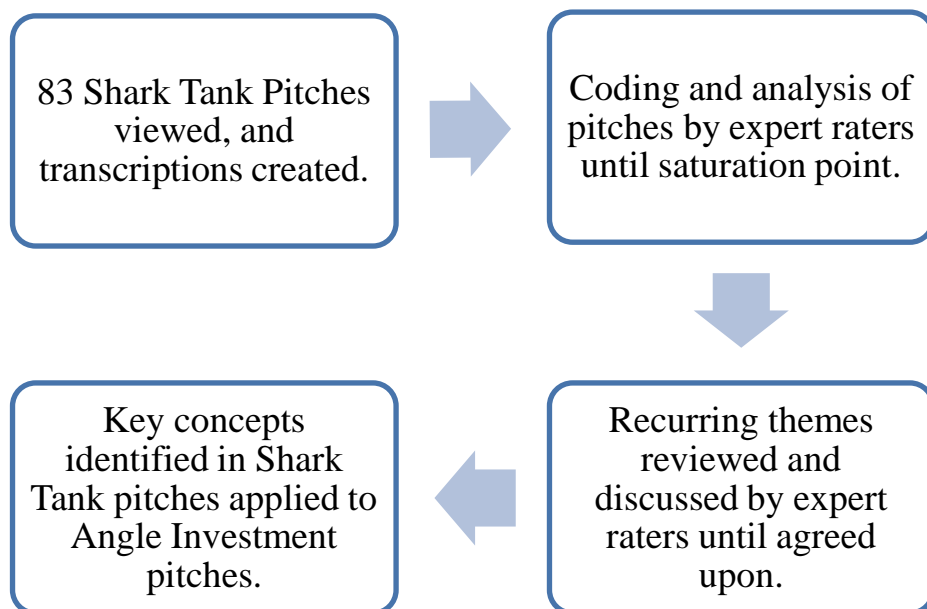 83 Shark Tank Pitches
viewed, and
transcriptions created.
Coding and analysis of
pitches by expert raters
until saturation point.
Recurring themes
reviewed and
discussed by expert
raters until agreed
upon.
Key concepts
identified in Shark
Tank pitches applied to
Angle Investment
pitches.